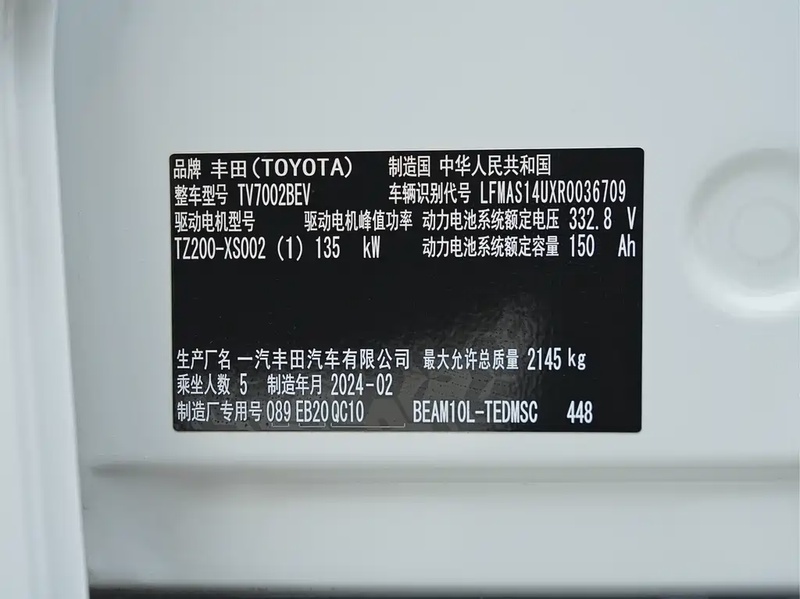 品牌 丰田(TOYOTA) 制造国 中华人民共和国
整车型号 TV7002BEV 车辆识别代号 LFMAS14UXR0036709
驱动电机型号 驱动电机峰值功率 动力电池系统额定电压 332.8 V
TZ200-XS002 (1) 135 kW 动力电池系统额定容量 150 Ah
生产厂名 一汽丰田汽车有限公司 最大允许总质量 2145 kg
乘坐人数 5 制造年月 2024-02
制造厂专用号 089 EB20 QC10 BEAM10L-TEDMSC 448